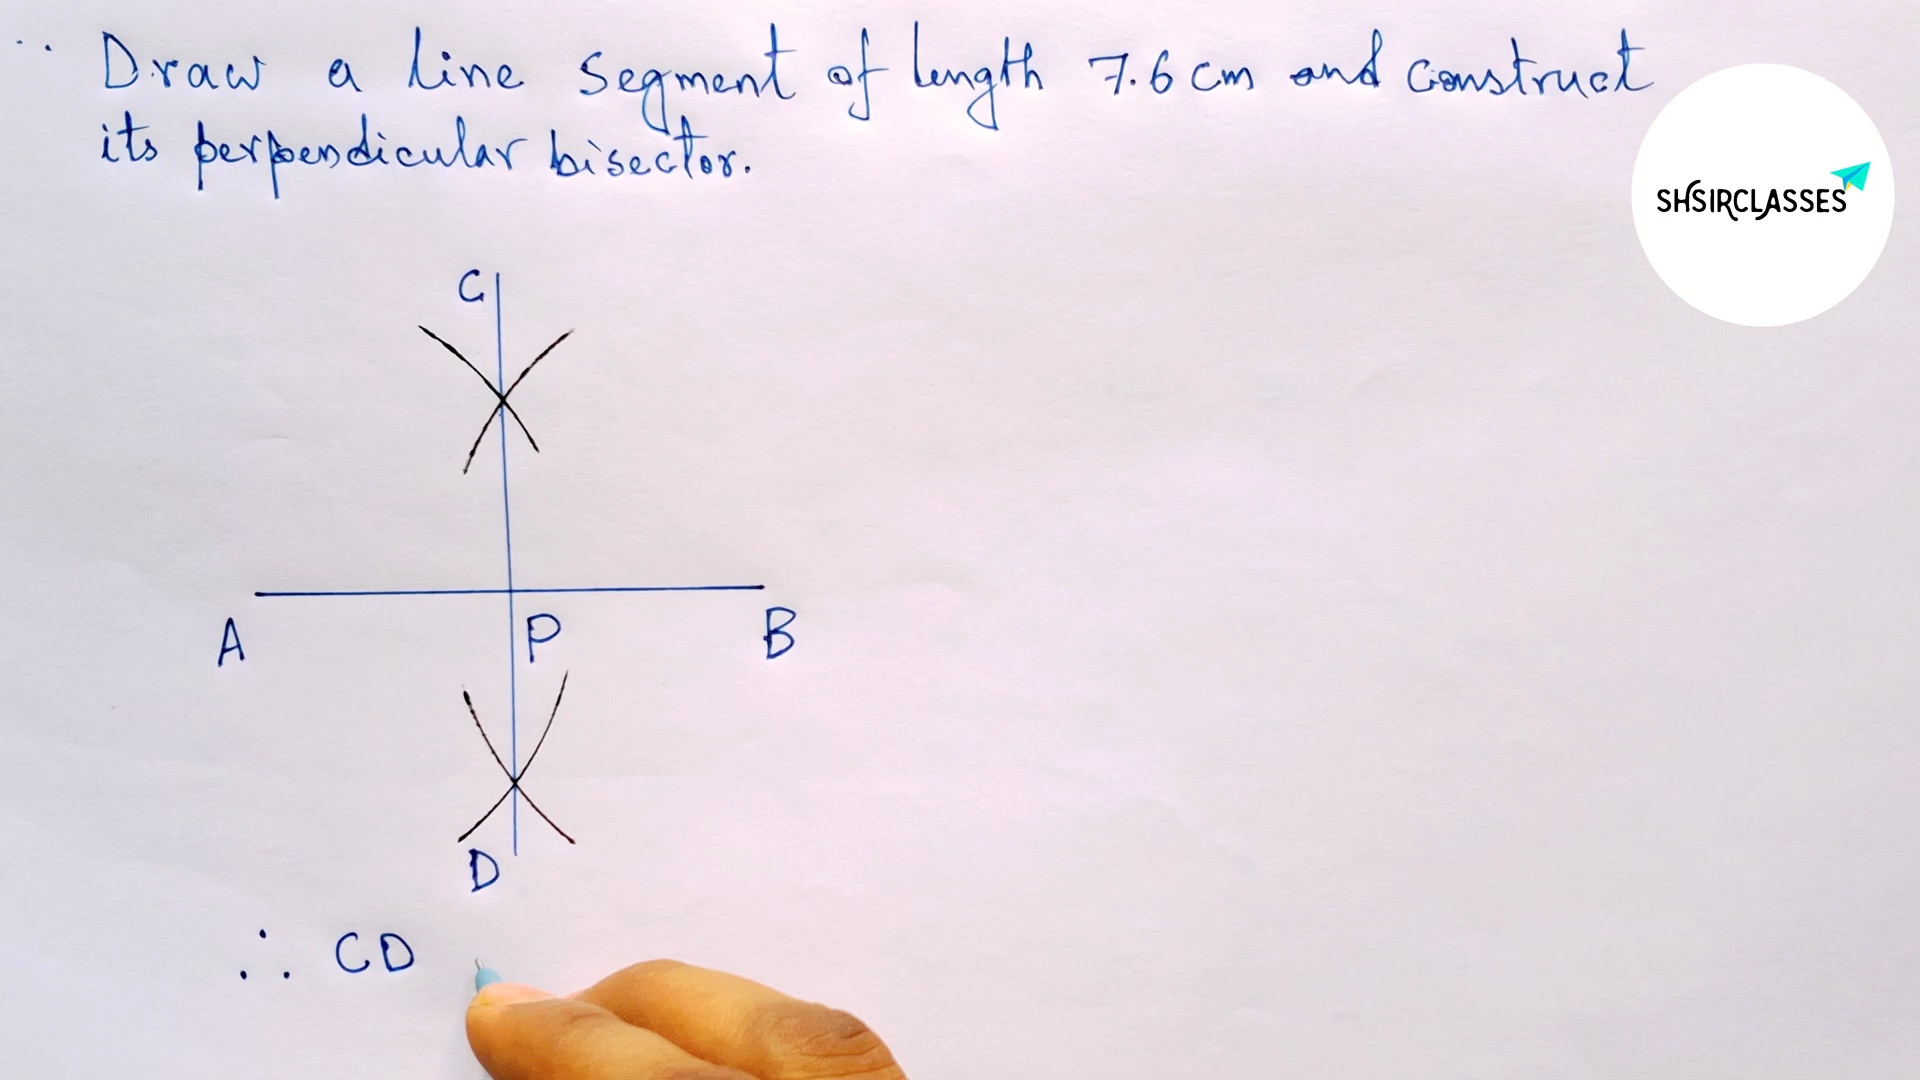 Draw a line segment of length 7.6 cm and construct
its perpendicular bisector.
SHSIRCLASSES
C
A
P
B
D
∴ CD